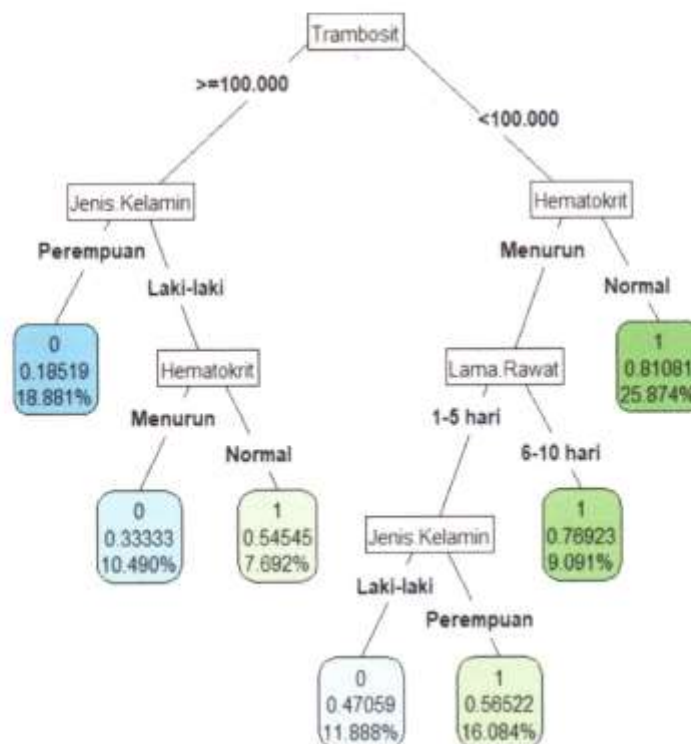 Trambosit
>=100.000
<100.000
Jenis.Kelamin
Hematokrit
Perempuan
Laki-laki
Menurun
Normal
0
0.18519
18.881%
Hematokrit
Lama.Rawat
1
0.81081
25.874%
Menurun
Normal
1-5 hari
6-10 hari
0
0.33333
10.490%
1
0.54545
7.692%
Jenis.Kelamin
1
0.76923
9.091%
Laki-laki
Perempuan
0
0.47059
11.888%
1
0.56522
16.084%